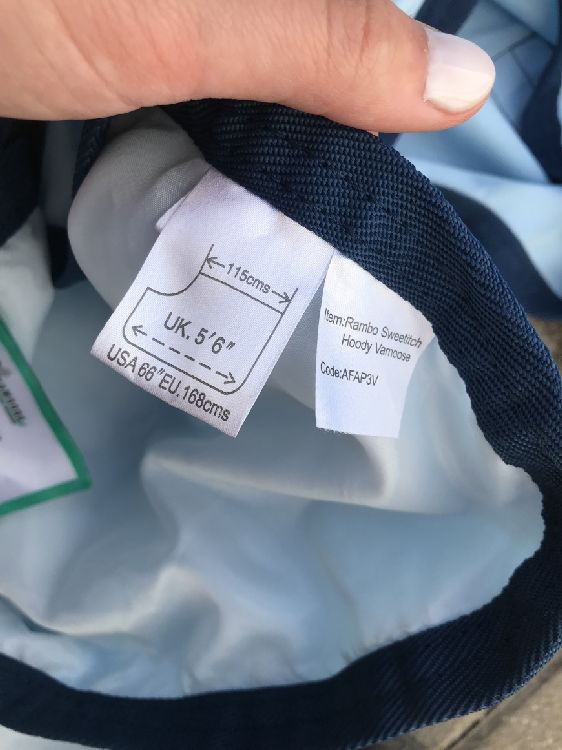 115cms
UK. 5'6"
USA 66" EU. 168cms
Item:Rambo Sweetitch
Hoody Vamoose
Code:AFAP3V